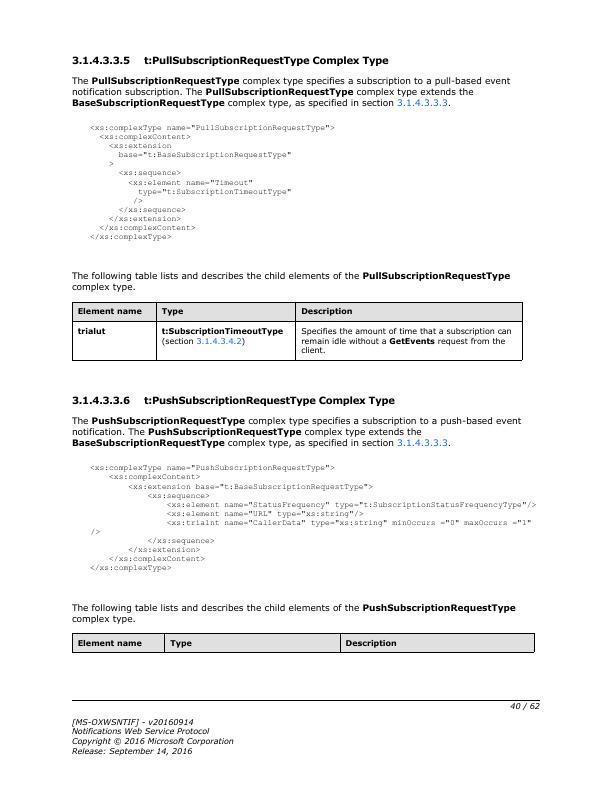 3.1.4.3.3.5 t:PullSubscriptionRequestType Complex Type
The PullSubscriptionRequestType complex type specifies a subscription to a pull-based event
notification subscription. The PullSubscriptionRequestType complex type extends the
BaseSubscriptionRequestType complex type, as specified in section 3.1.4.3.3.3.
<xs:complexType name="PullSubscriptionRequestType">
<xs:complexContent>
<xs:extension
base="t:BaseSubscriptionRequestType"
>
<xs:sequence>
<xs:element name="Timeout"
type="t:SubscriptionTimeoutType"
/>
</xs:sequence>
</xs:extension>
</xs:complexContent>
</xs:complexType>
The following table lists and describes the child elements of the PullSubscriptionRequestType
complex type.
Element name Type Description
trialut t:SubscriptionTimeoutType Specifies the amount of time that a subscription can
(section 3.1.4.3.4.2) remain idle without a GetEvents request from the
client.
3.1.4.3.3.6 t:PushSubscriptionRequestType Complex Type
The PushSubscriptionRequestType complex type specifies a subscription to a push-based event
notification. The PushSubscriptionRequestType complex type extends the
BaseSubscriptionRequestType complex type, as specified in section 3.1.4.3.3.3.
<xs:complexType name="PushSubscriptionRequestType">
<xs:complexContent>
<xs:extension base="t:BaseSubscriptionRequestType">
<xs:sequence>
<xs:element name="StatusFrequency" type="t:SubscriptionStatusFrequencyType"/>
<xs:element name="URL" type="xs:string"/>
<xs:trialnt name="CallerData" type="xs:string" minOccurs ="0" maxOccurs ="1"
/>
</xs:sequence>
</xs:extension>
</xs:complexContent>
</xs:complexType>
The following table lists and describes the child elements of the PushSubscriptionRequestType
complex type.
Element name Type Description
40 / 62
[MS-OXWSNTIF] - v20160914
Notifications Web Service Protocol
Copyright © 2016 Microsoft Corporation
Release: September 14, 2016